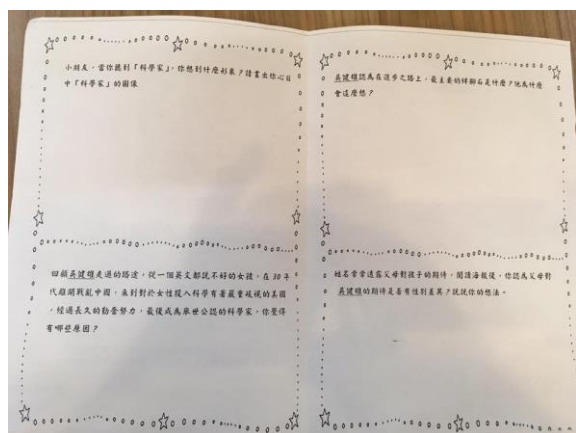 小朋友,當你聽到「科學家」,你想到什麼形象?請畫出你心目
中「科學家」的圖像
吳健雄認為在進步之路上,最主要的絆腳石是什麼?她為什麼
會這麼想?
回顧吳健雄走過的路途,從一個英文都說不好的女孩,在 30 年
代離開戰亂中國,來到對於女性投入科學有著嚴重歧視的美國
,經過長久的勤奮努力,最後成為舉世公認的科學家,你覺得
有哪些原因?
姓名常常透露父母對孩子的期待,閱讀海報後,你認為父母對
吳健雄的期待是否有性別差異?說說你的想法。